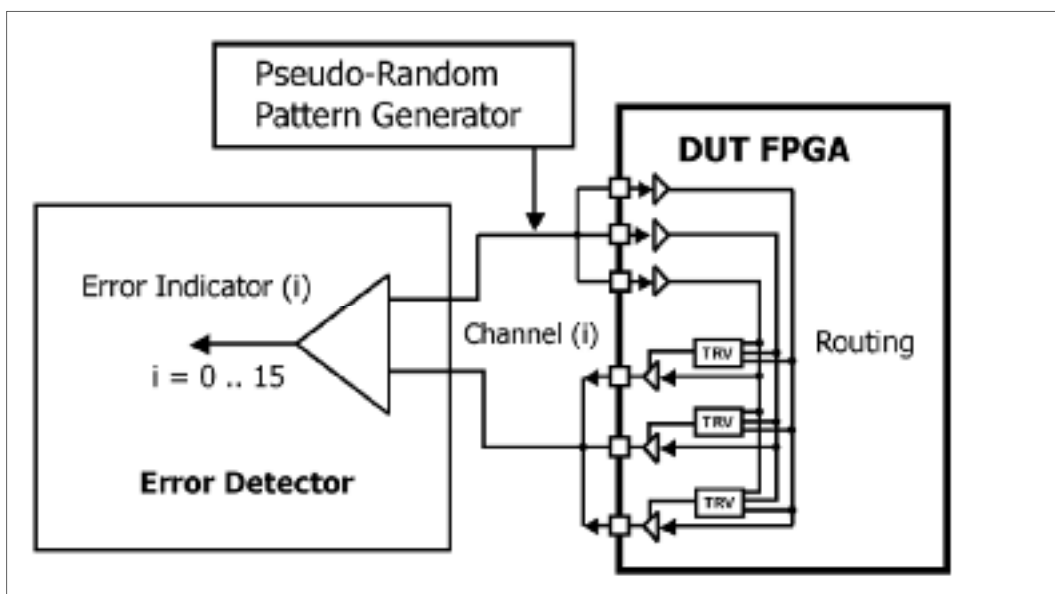 Pseudo-Random
Pattern Generator
DUT FPGA
Error Indicator (i)
i = 0 .. 15
Channel (i)
Routing
TRV
TRV
TRV
Error Detector